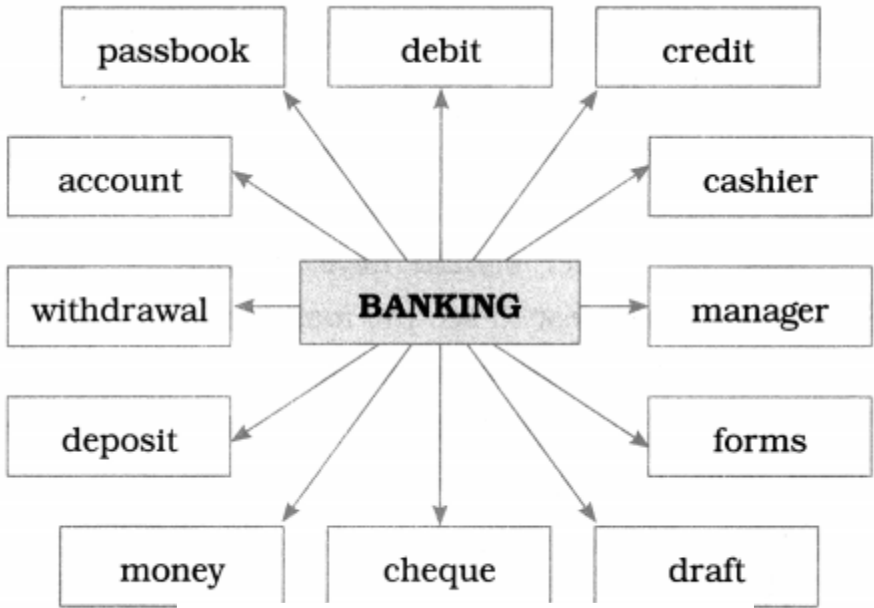 passbook
debit
credit
account
cashier
withdrawal
BANKING
manager
deposit
forms
money
cheque
draft